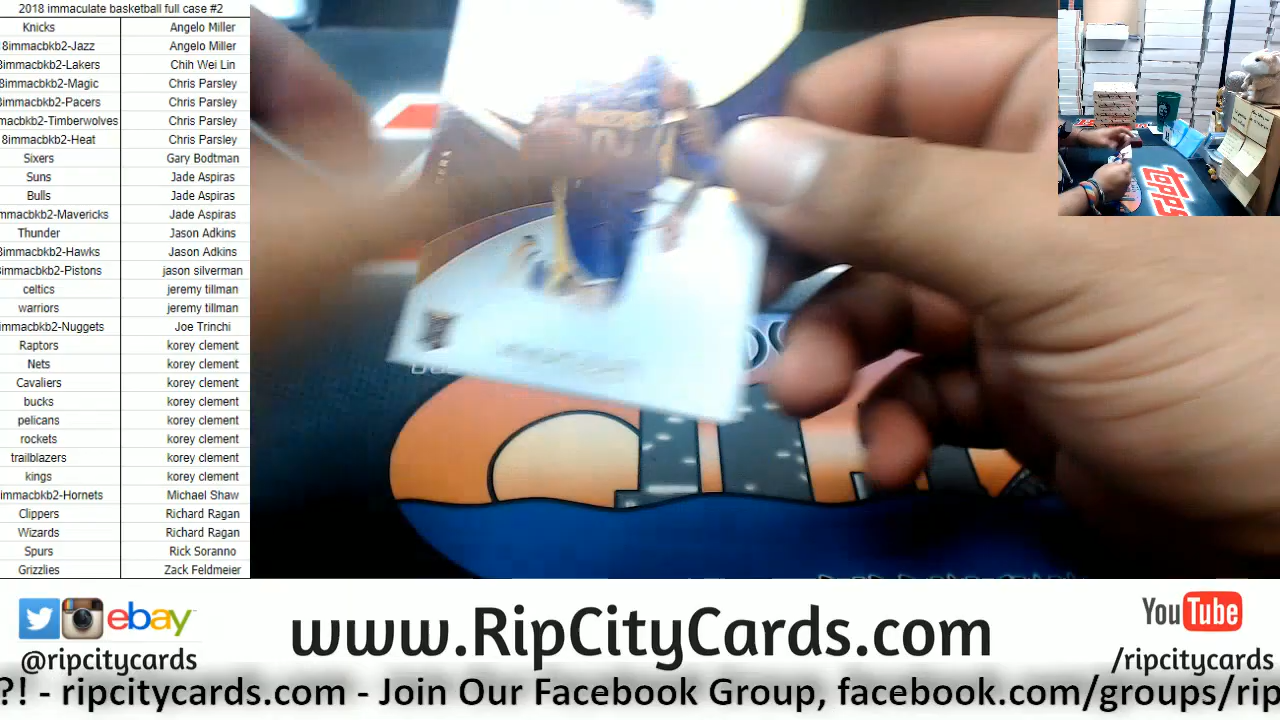 2018 immaculate basketball full case #2
Knicks Angelo Miller
8immacbkb2-Jazz Angelo Miller
8immacbkb2-Lakers Chih Wei Lin
8immacbkb2-Magic Chris Parsley
8immacbkb2-Pacers Chris Parsley
macbkb2-Timberwolves Chris Parsley
8immacbkb2-Heat Chris Parsley
Sixers Gary Bodtman
Suns Jade Aspiras
Bulls Jade Aspiras
mmacbkb2-Mavericks Jade Aspiras
Thunder Jason Adkins
8immacbkb2-Hawks Jason Adkins
8immacbkb2-Pistons jason silverman
celtics jeremy tillman
warriors jeremy tillman
immacbkb2-Nuggets Joe Trinchi
Raptors korey clement
Nets korey clement
Cavaliers korey clement
bucks korey clement
pelicans korey clement
rockets korey clement
trailblazers korey clement
kings korey clement
immacbkb2-Hornets Michael Shaw
Clippers Richard Ragan
Wizards Richard Ragan
Spurs Rick Soranno
Grizzlies Zack Feldmeier
topps
ebay
@ripcitycards
www.RipCityCards.com
YouTube
/ripcitycards
?! - ripcitycards.com - Join Our Facebook Group, facebook.com/groups/rip